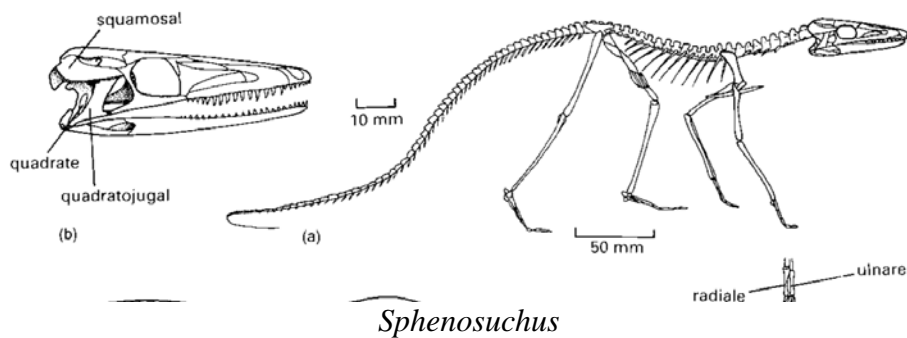 squamosal
10 mm
quadrate
quadratojugal
(b)
(a)
50 mm
ulnare
radiale
Sphenosuchus